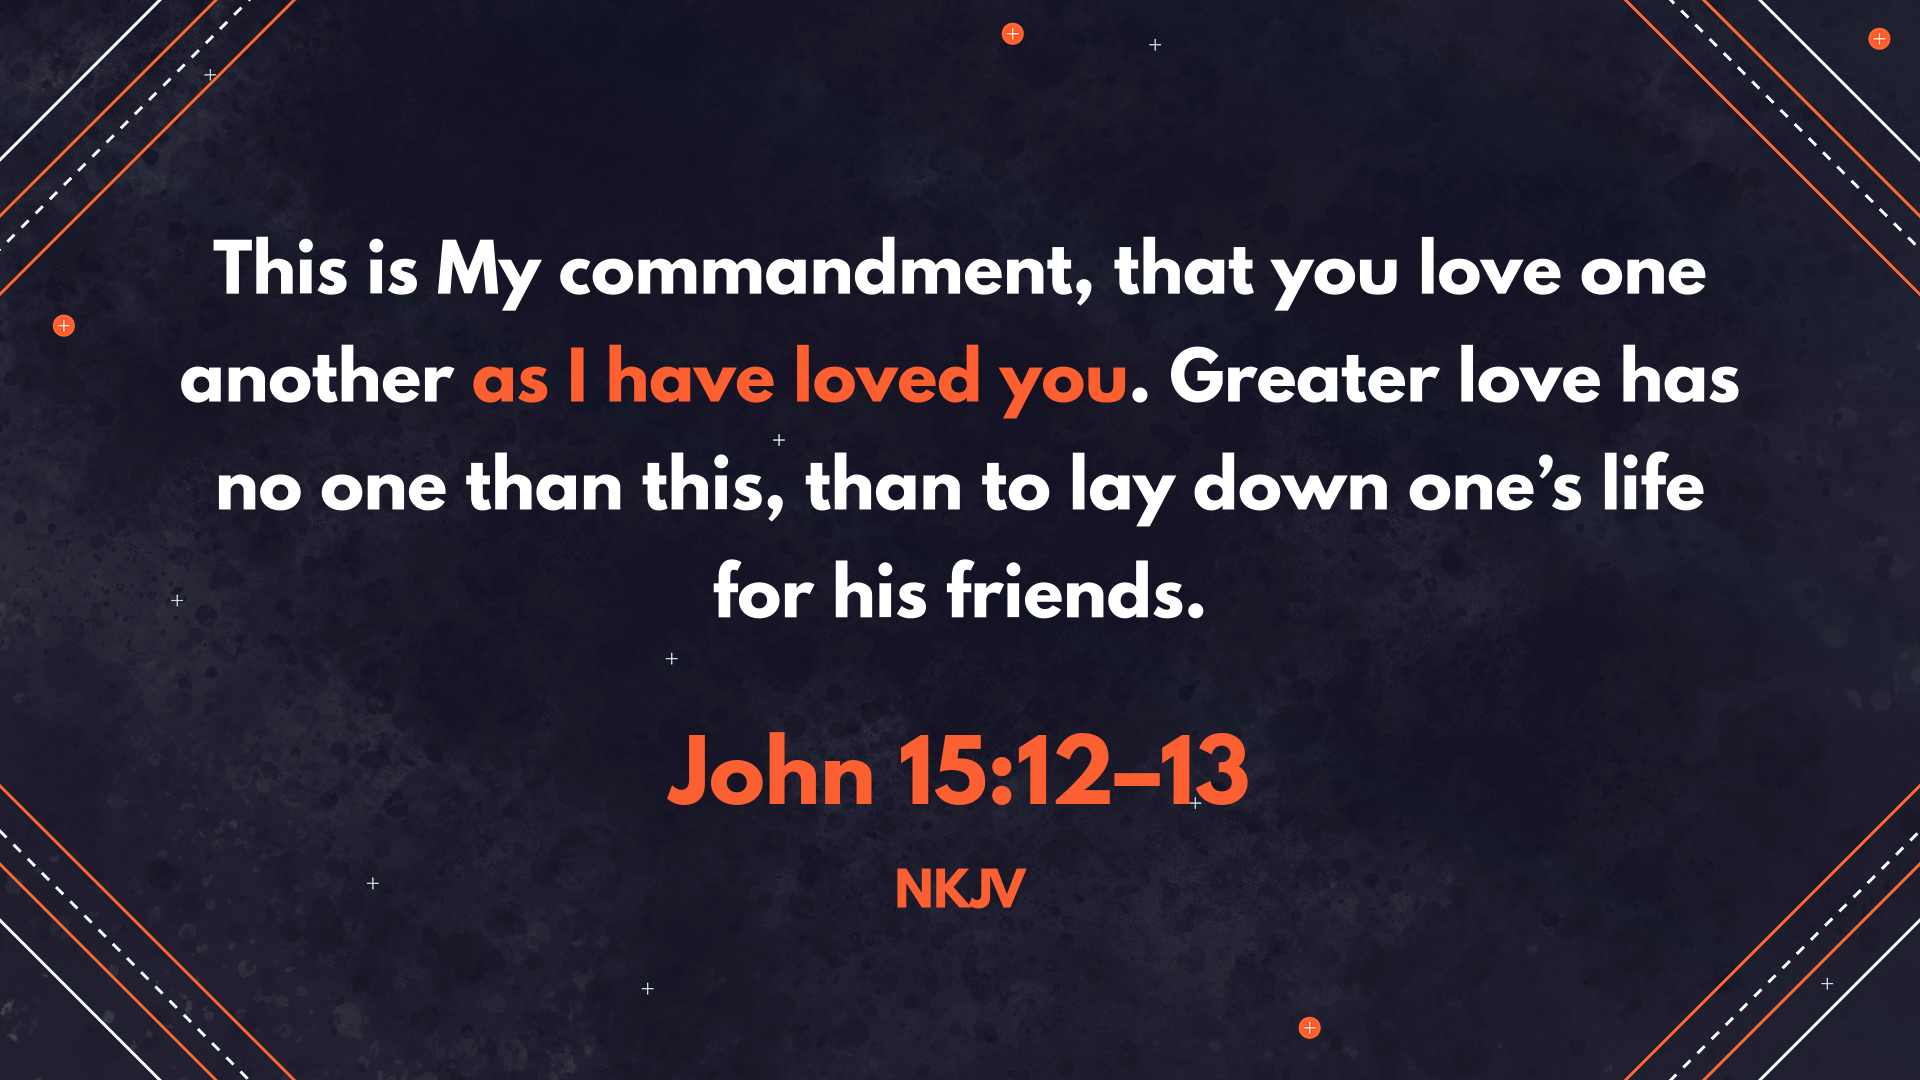 This is My commandment, that you love one
another as I have loved you. Greater love has
no one than this, than to lay down one’s life
for his friends.
John 15:12–13
NKJV